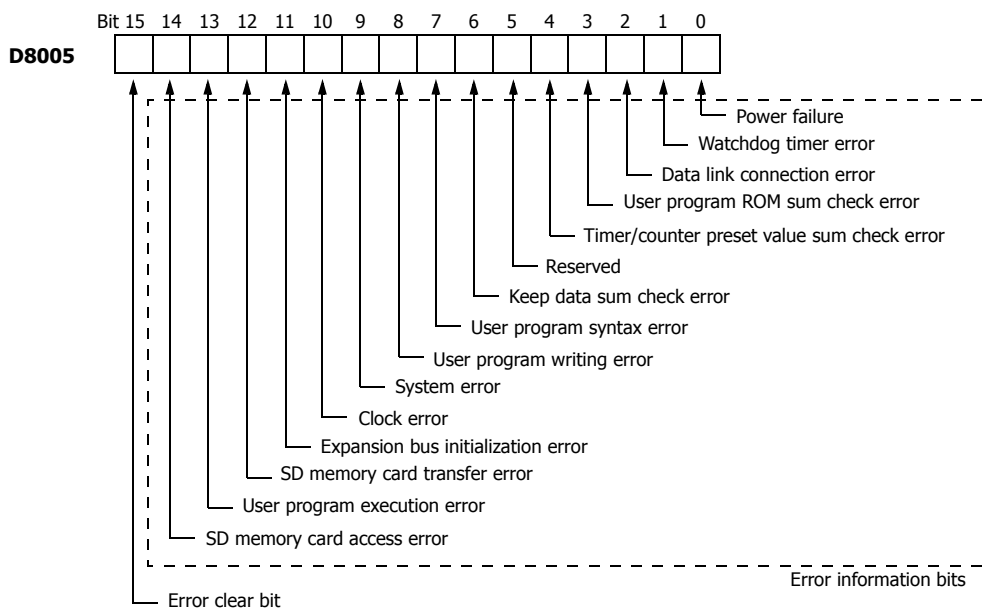 Bit 15 14 13 12 11 10 9 8 7 6 5 4 3 2 1 0
D8005
Power failure
Watchdog timer error
Data link connection error
User program ROM sum check error
Timer/counter preset value sum check error
Reserved
Keep data sum check error
User program syntax error
User program writing error
System error
Clock error
Expansion bus initialization error
SD memory card transfer error
User program execution error
SD memory card access error
Error information bits
Error clear bit